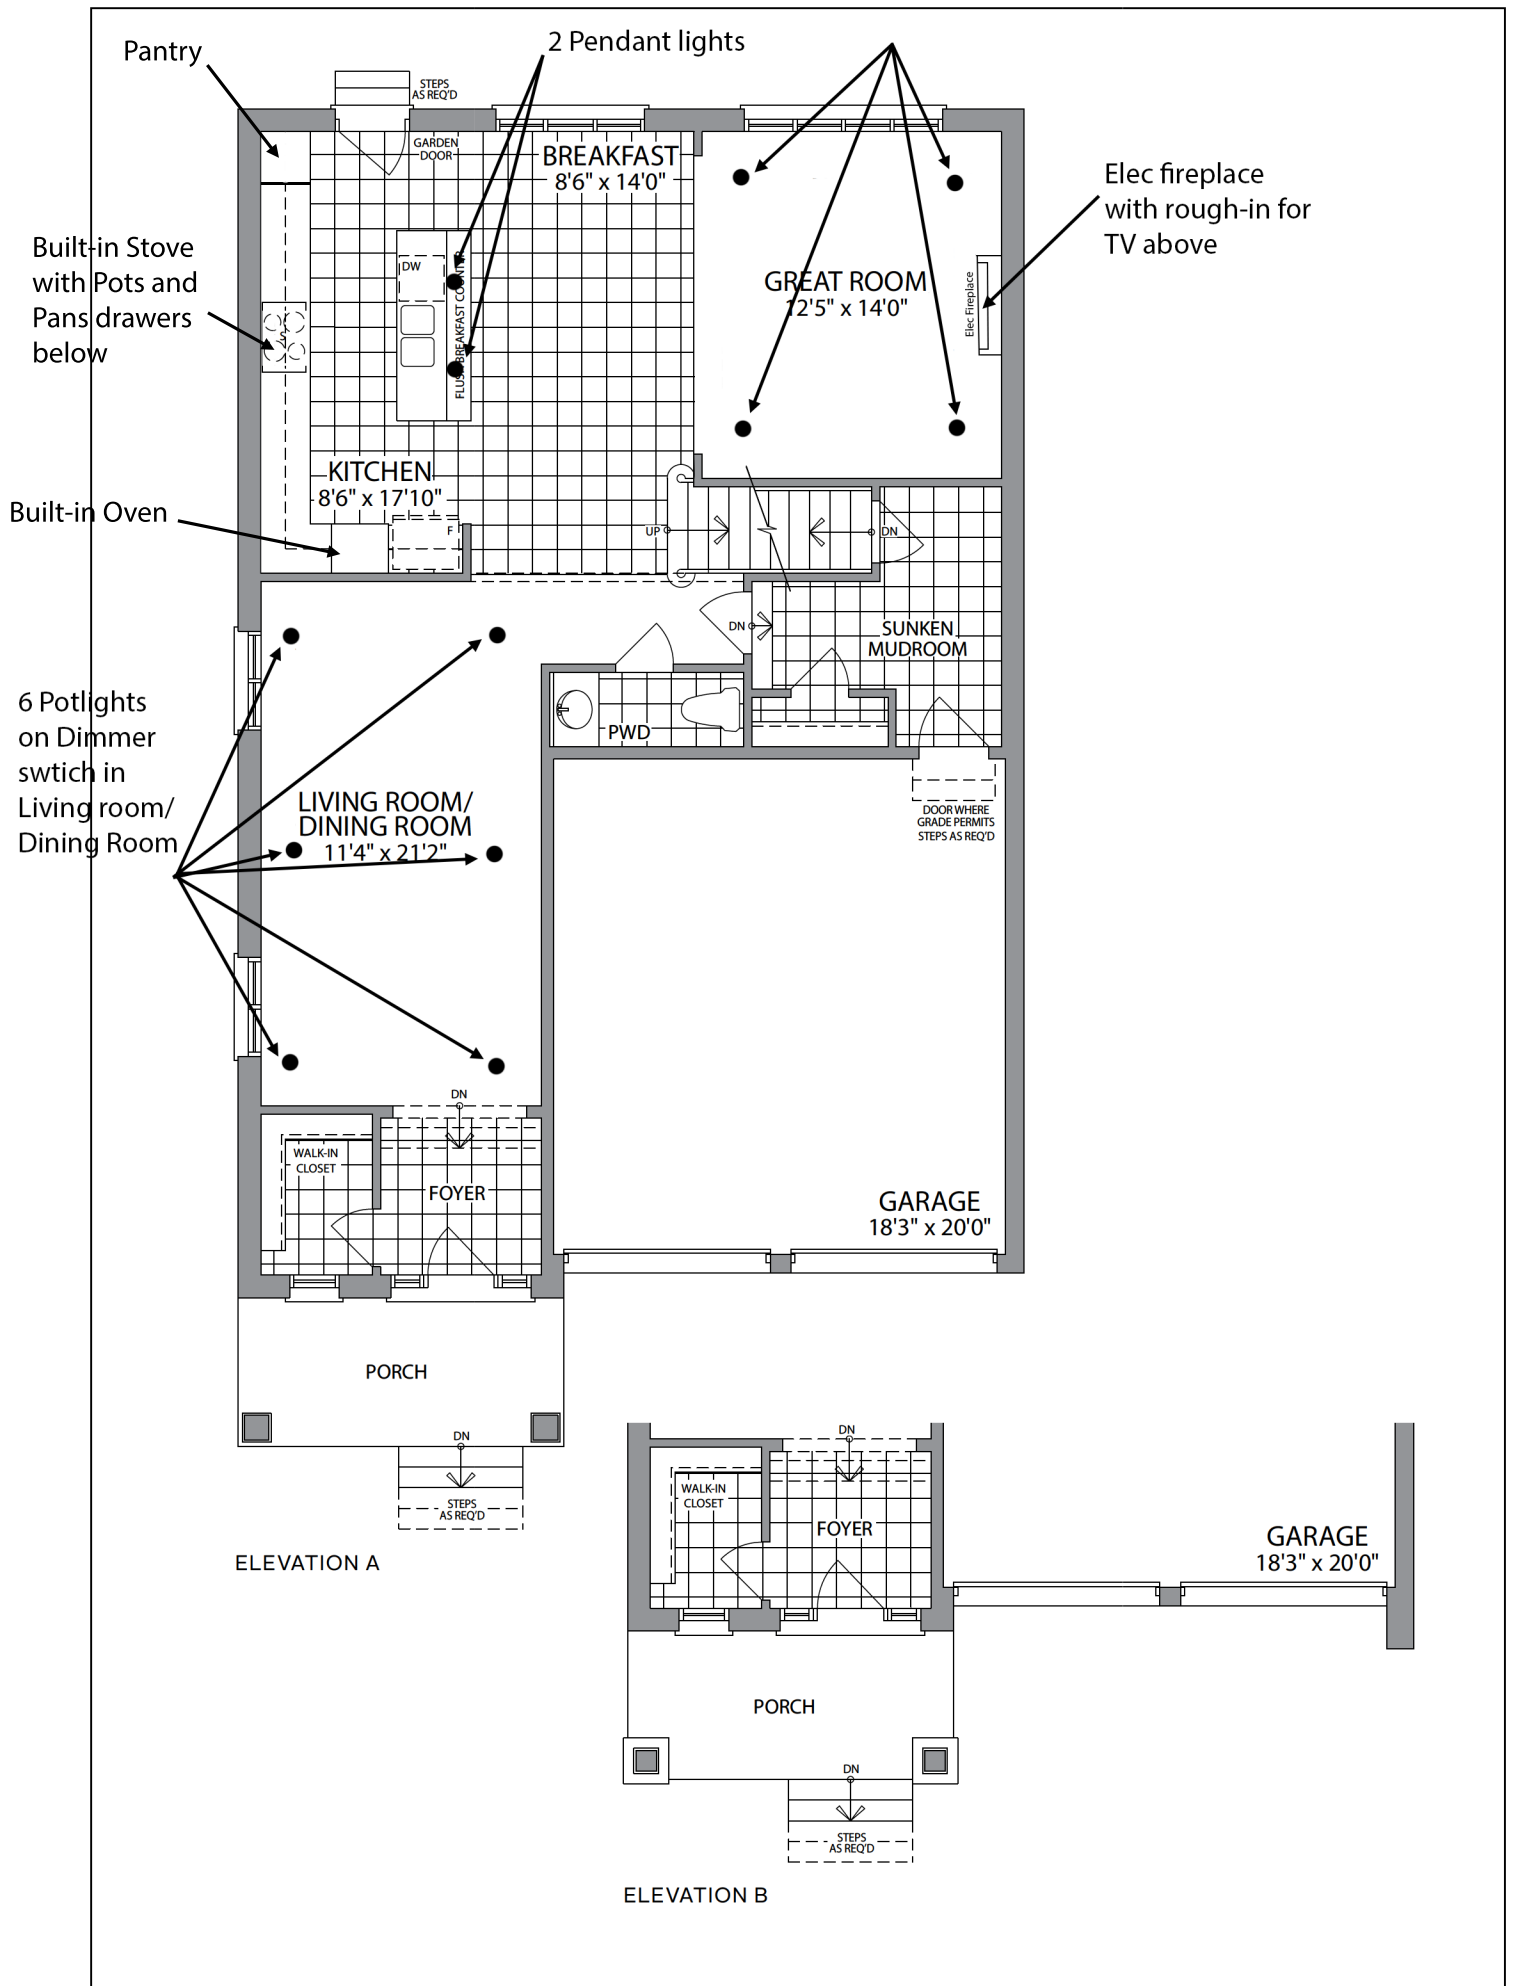 Pantry
2 Pendant lights
STEPS
AS REQ'D
GARDEN
DOOR
BREAKFAST
8'6" x 14'0"
Elec fireplace
with rough-in for
TV above
Built-in Stove
with Pots and
Pans drawers
below
DW
FLUSH BREAKFAST COUNTER
GREAT ROOM
12'5" x 14'0"
Elec Fireplace
S
KITCHEN
8'6" x 17'10"
Built-in Oven
F
UP
DN
DN
SUNKEN
MUDROOM
6 Potlights
on Dimmer
swtich in
Living room/
Dining Room
PWD
LIVING ROOM/
DINING ROOM
11'4" x 21'2"
DOOR WHERE
GRADE PERMITS
STEPS AS REQ'D
DN
WALK-IN
CLOSET
FOYER
GARAGE
18'3" x 20'0"
PORCH
DN
STEPS
AS REQ'D
ELEVATION A
DN
WALK-IN
CLOSET
FOYER
GARAGE
18'3" x 20'0"
PORCH
DN
STEPS
AS REQ'D
ELEVATION B